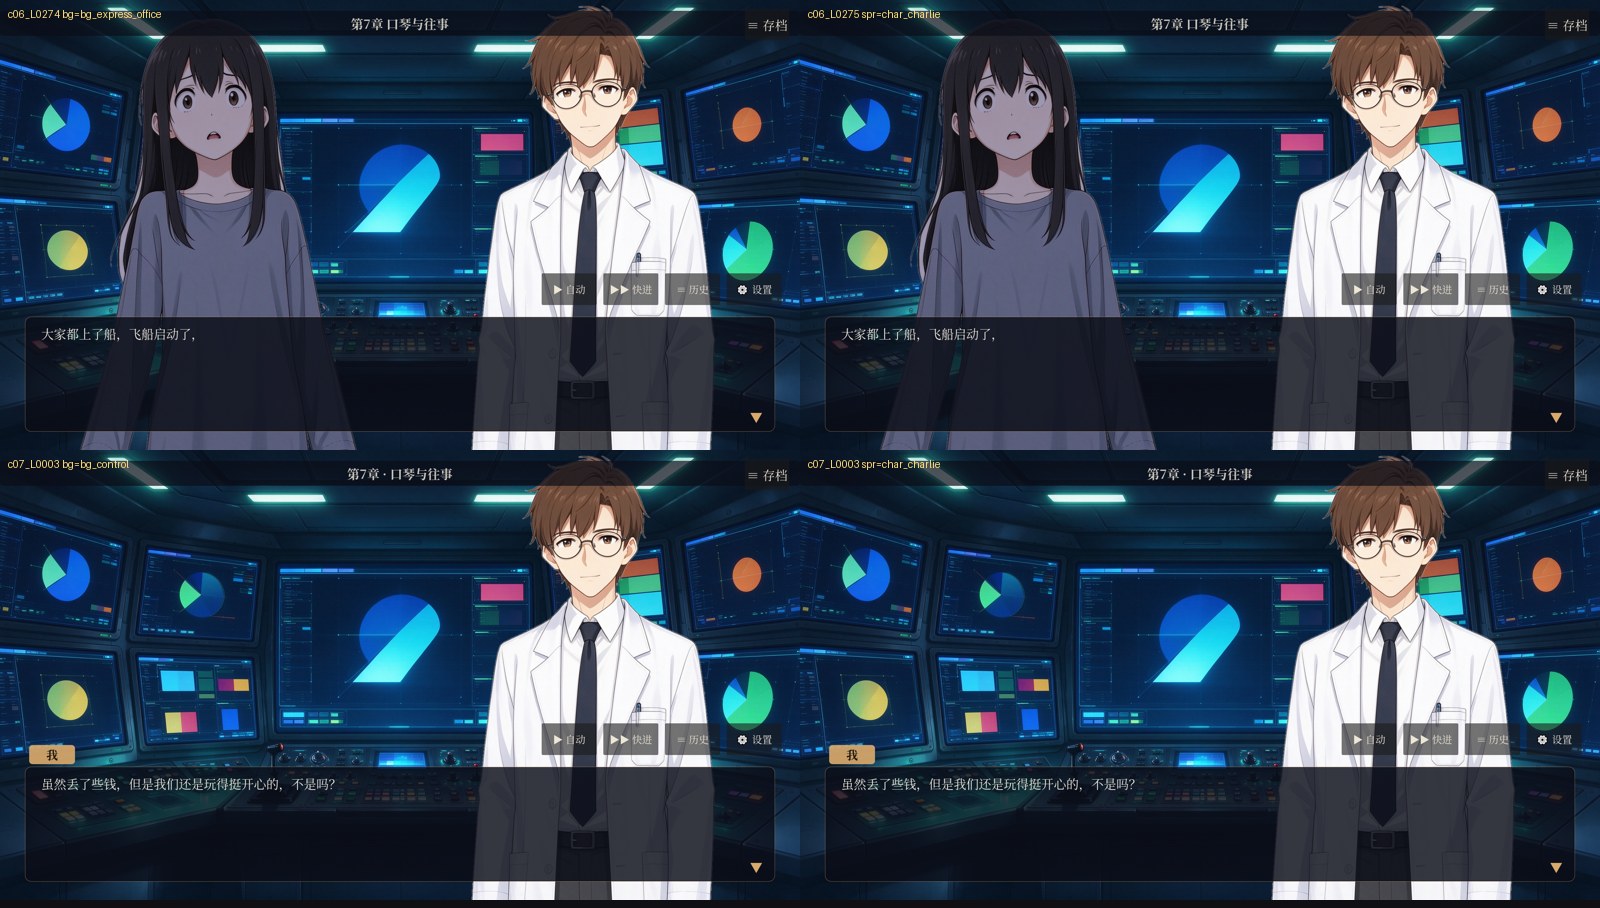 c06_L0274 bg=bg_express_office
第7章 口琴与往事
≡ 存档
▶ 自动
▶▶ 快进
≡ 历史
设置
大家都上了船，飞船启动了，
c06_L0275 spr=char_charlie
第7章 口琴与往事
≡ 存档
▶ 自动
▶▶ 快进
≡ 历史
设置
大家都上了船，飞船启动了，
c07_L0003 bg=bg_control
第7章 · 口琴与往事
≡ 存档
▶ 自动
▶▶ 快进
≡ 历史
设置
我
虽然丢了些钱，但是我们还是玩得挺开心的，不是吗？
c07_L0003 spr=char_charlie
第7章 · 口琴与往事
≡ 存档
▶ 自动
▶▶ 快进
≡ 历史
设置
我
虽然丢了些钱，但是我们还是玩得挺开心的，不是吗？